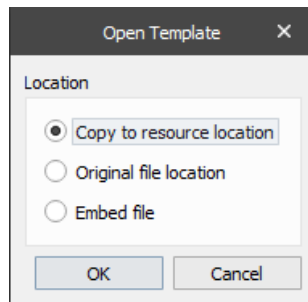 Open Template
Location
Copy to resource location
Original file location
Embed file
OK
Cancel